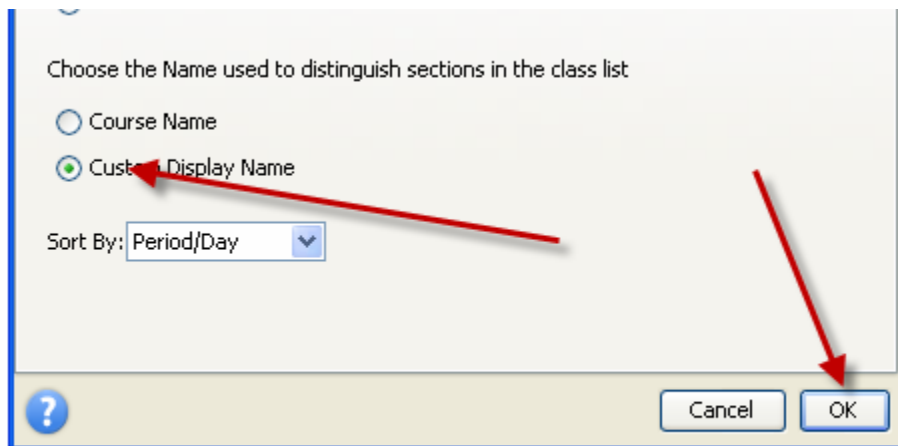 Choose the Name used to distinguish sections in the class list
Course Name
Custom Display Name
Sort By: Period/Day
? Cancel OK